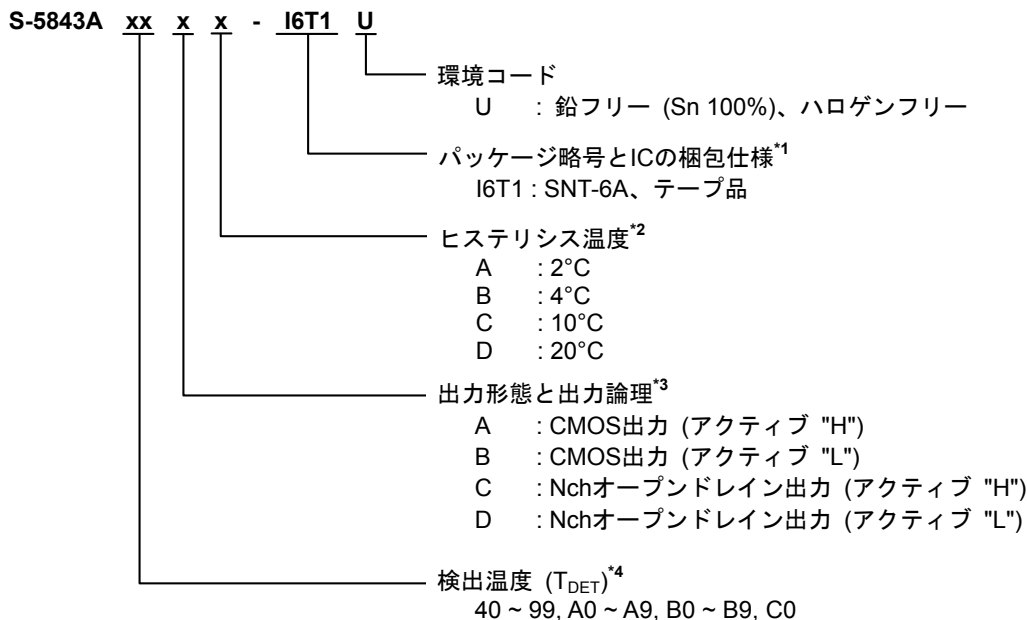 S-5843A xx x x - I6T1 U
環境コード
U : 鉛フリー (Sn 100%)、ハロゲンフリー
パッケージ略号とICの梱包仕様*1
I6T1 : SNT-6A、テープ品
ヒステリシス温度*2
A : 2°C
B : 4°C
C : 10°C
D : 20°C
出力形態と出力論理*3
A : CMOS出力 (アクティブ "H")
B : CMOS出力 (アクティブ "L")
C : Nchオープンドレイン出力 (アクティブ "H")
D : Nchオープンドレイン出力 (アクティブ "L")
検出温度 (TDET)*4
40 ~ 99, A0 ~ A9, B0 ~ B9, C0